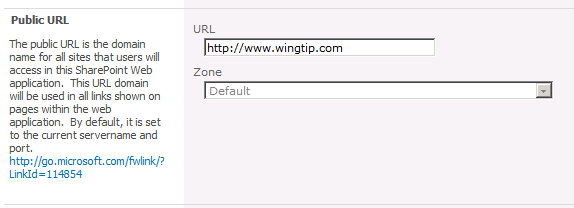 Public URL
The public URL is the domain
name for all sites that users will
access in this SharePoint Web
application. This URL domain
will be used in all links shown on
pages within the web
application. By default, it is set
to the current servername and
port.
http://go.microsoft.com/fwlink/?
LinkId=114854
URL
http://www.wingtip.com
Zone
Default